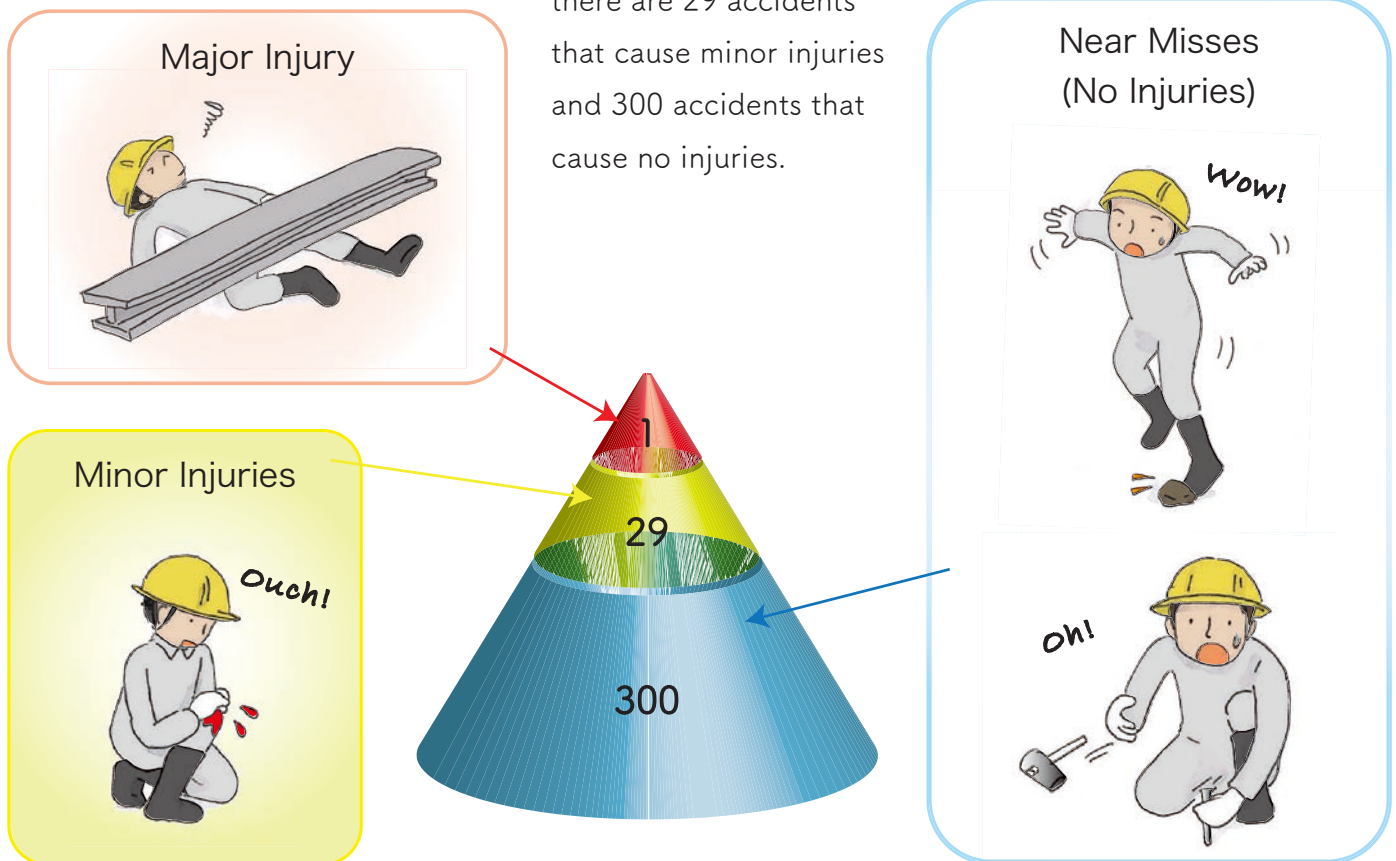 Major Injury
there are 29 accidents
that cause minor injuries
and 300 accidents that
cause no injuries.
Near Misses
(No Injuries)
Wow!
1
Minor Injuries
29
Ouch!
Oh!
300